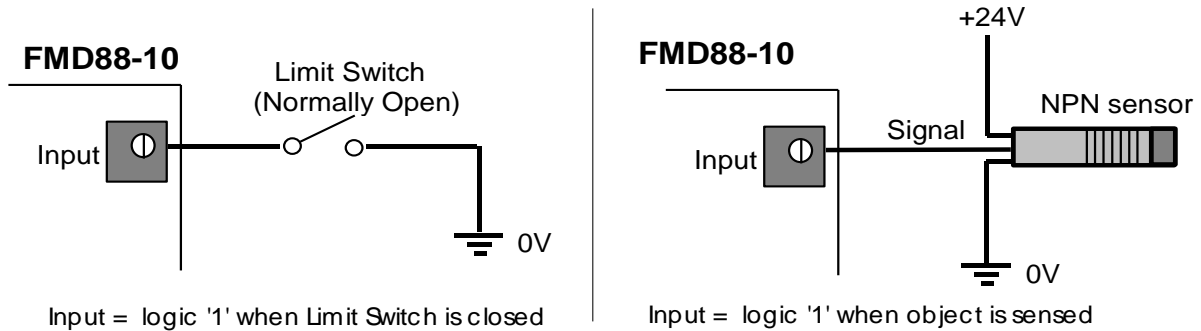 FMD88-10
Limit Switch
(Normally Open)
Input
0V
Input = logic '1' when Limit Switch is closed
+24V
FMD88-10
NPN sensor
Signal
Input
0V
Input = logic '1' when object is sensed